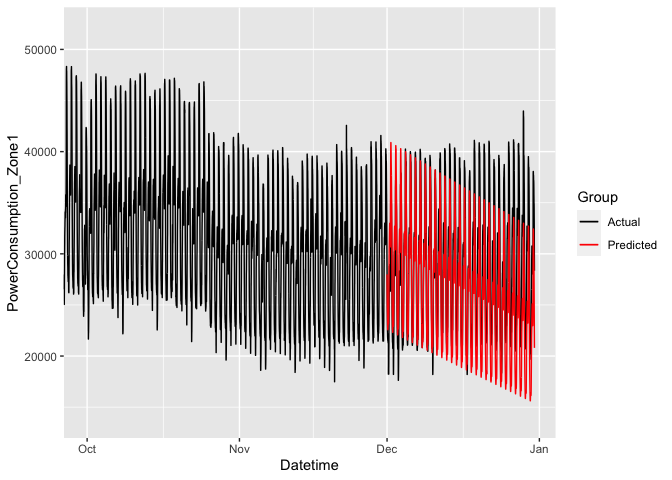 50000
40000
30000
20000
PowerConsumption_Zone1
Oct
Nov
Dec
Jan
Datetime
Group
Actual
Predicted